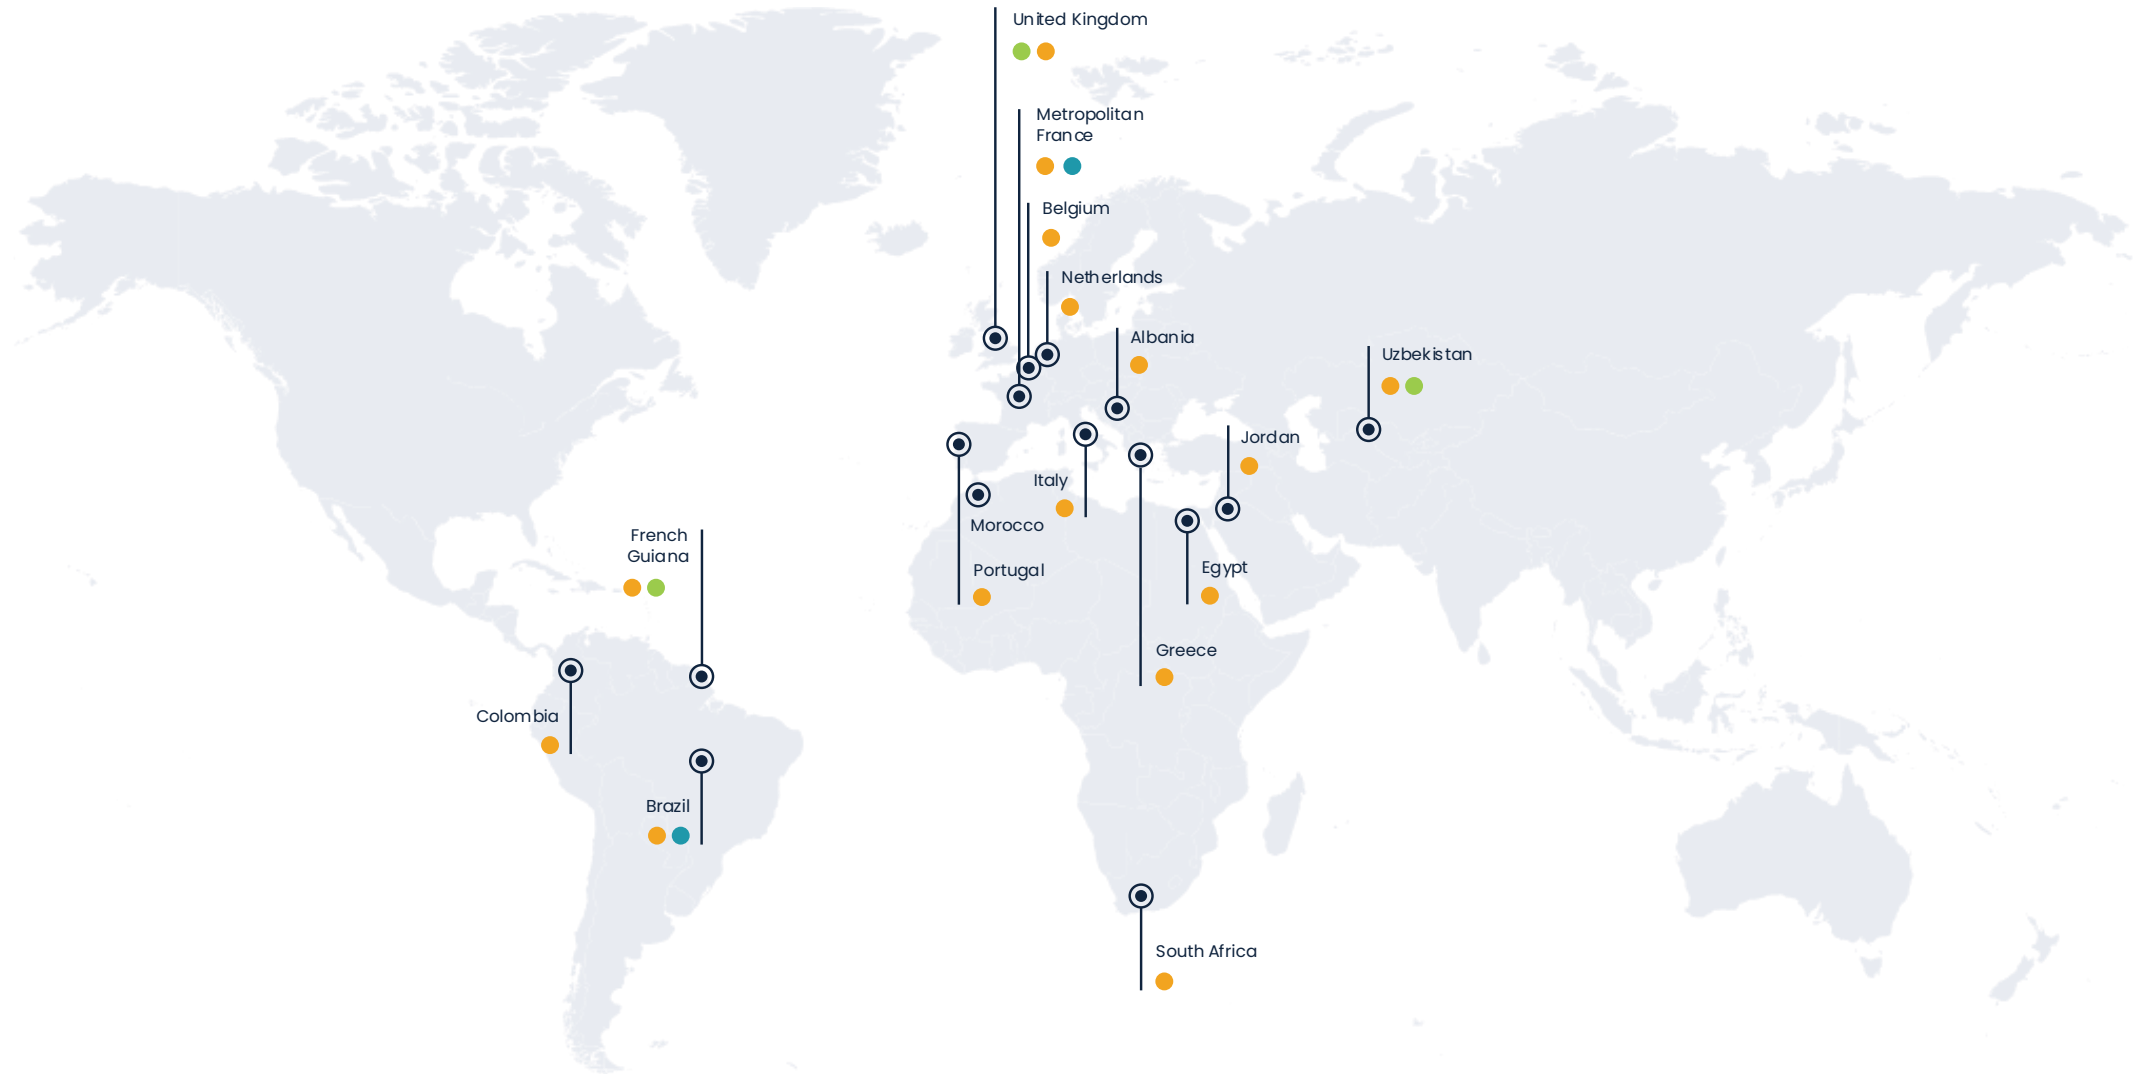 United Kingdom
Metropolitan
France
Belgium
Netherlands
Albania
Uzbekistan
Jordan
Italy
Morocco
French
Guiana
Portugal
Egypt
Greece
Colombia
Brazil
South Africa